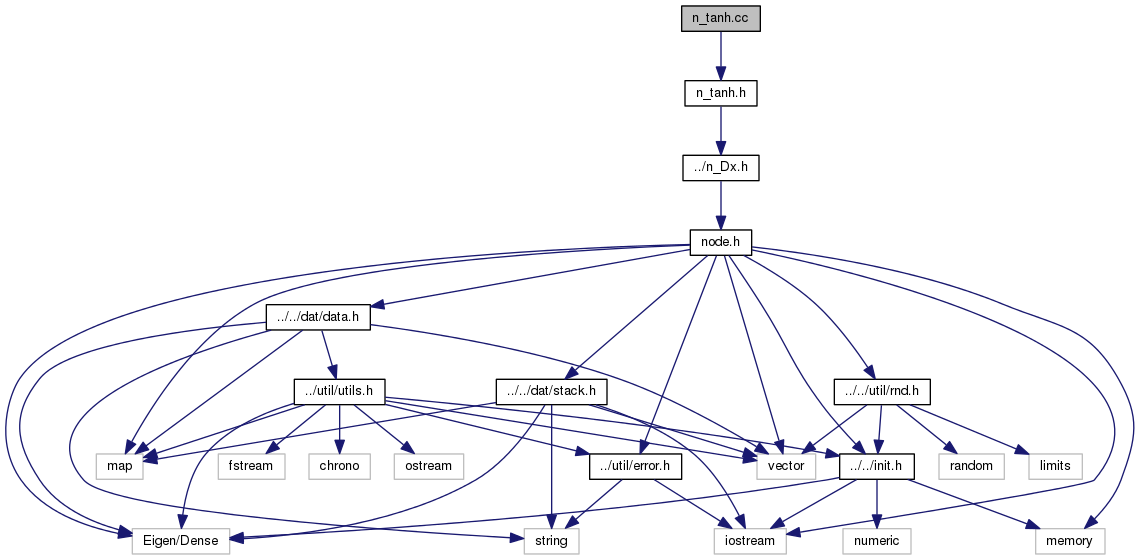 n_tanh.cc
n_tanh.h
../n_Dx.h
node.h
../../dat/data.h
../util/utils.h
../../dat/stack.h
../../util/rnd.h
map
fstream
chrono
ostream
../util/error.h
vector
../../init.h
random
limits
Eigen/Dense
string
iostream
numeric
memory